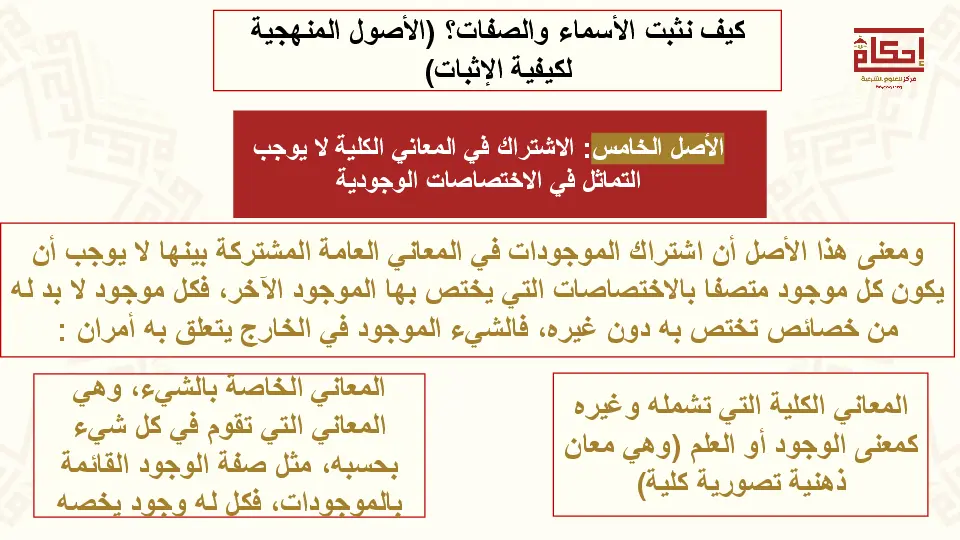 كيف نثبت الأسماء والصفات؟ (الأصول المنهجية
لكيفية الإثبات)
إحكام
مركز للعلوم الشرعية
الأصل الخامس: الاشتراك في المعاني الكلية لا يوجب
التماثل في الاختصاصات الوجودية
ومعنى هذا الأصل أن اشتراك الموجودات في المعاني العامة المشتركة بينها لا يوجب أن
يكون كل موجود متصفا بالاختصاصات التي يختص بها الموجود الآخر، فكل موجود لا بد له
من خصائص تختص به دون غيره، فالشيء الموجود في الخارج يتعلق به أمران :
المعاني الكلية التي تشمله وغيره
كمعنى الوجود أو العلم (وهي معان
ذهنية تصورية كلية)
المعاني الخاصة بالشيء، وهي
المعاني التي تقوم في كل شيء
بحسبه، مثل صفة الوجود القائمة
بالموجودات، فكل له وجود يخصه